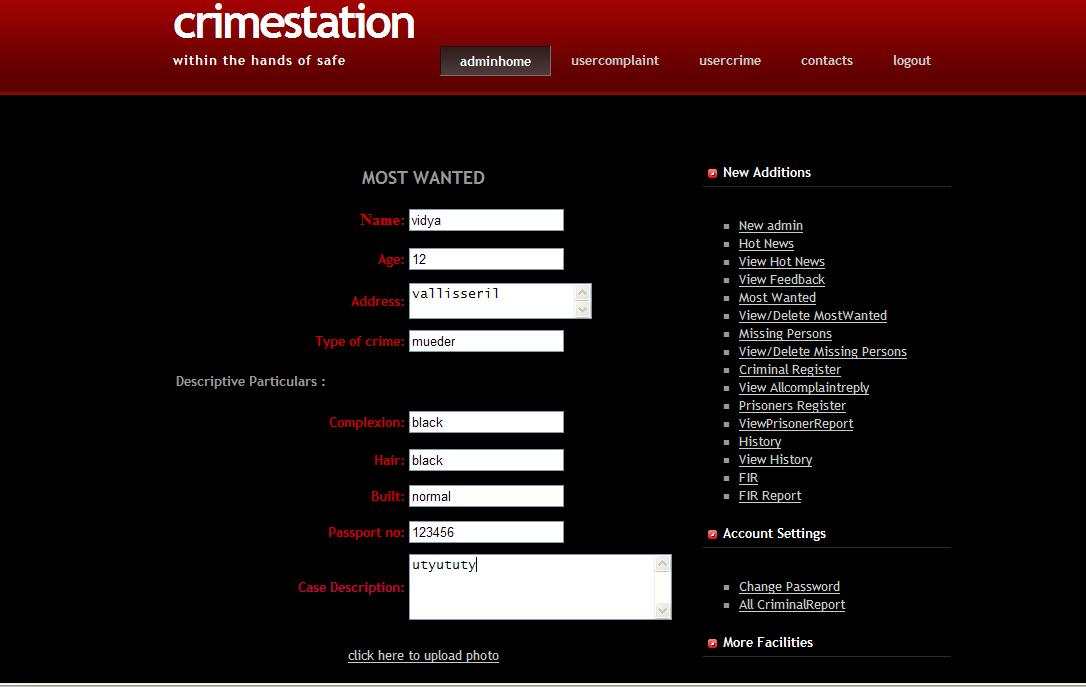 crimestation
within the hands of safe
adminhome usercomplaint usercrime contacts logout
MOST WANTED
Name: vidya
Age: 12
Address: vallisseril
Type of crime: mueder
Descriptive Particulars :
Complexion: black
Hair: black
Built: normal
Passport no: 123456
Case Description: utyututy
click here to upload photo
New Additions
New admin
Hot News
View Hot News
View Feedback
Most Wanted
View/Delete MostWanted
Missing Persons
View/Delete Missing Persons
Criminal Register
View Allcomplaintreply
Prisoners Register
ViewPrisonerReport
History
View History
FIR
FIR Report
Account Settings
Change Password
All CriminalReport
More Facilities